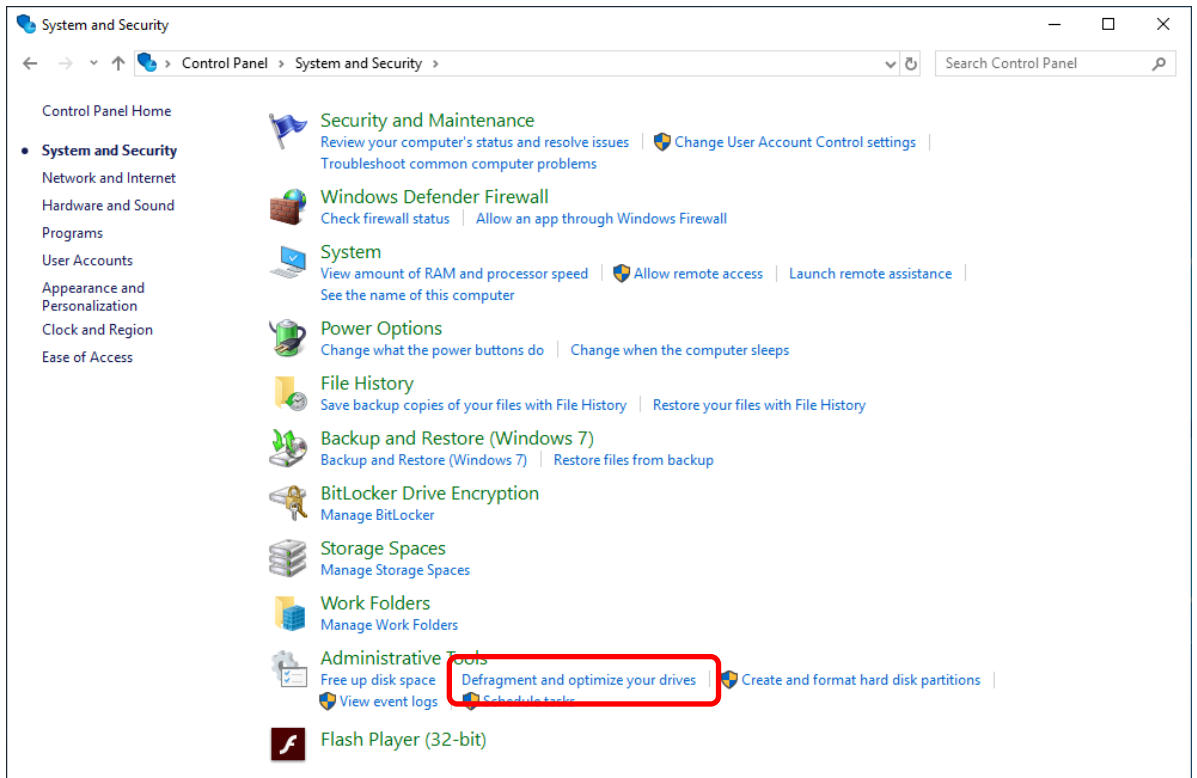 System and Security
Control Panel > System and Security >
Search Control Panel
Control Panel Home
System and Security
Network and Internet
Hardware and Sound
Programs
User Accounts
Appearance and
Personalization
Clock and Region
Ease of Access
Security and Maintenance
Review your computer's status and resolve issues | Change User Account Control settings |
Troubleshoot common computer problems
Windows Defender Firewall
Check firewall status | Allow an app through Windows Firewall
System
View amount of RAM and processor speed | Allow remote access | Launch remote assistance |
See the name of this computer
Power Options
Change what the power buttons do | Change when the computer sleeps
File History
Save backup copies of your files with File History | Restore your files with File History
Backup and Restore (Windows 7)
Backup and Restore (Windows 7) | Restore files from backup
BitLocker Drive Encryption
Manage BitLocker
Storage Spaces
Manage Storage Spaces
Work Folders
Manage Work Folders
Administrative Tools
Free up disk space | Defragment and optimize your drives | Create and format hard disk partitions |
View event logs | Schedule tasks
Flash Player (32-bit)